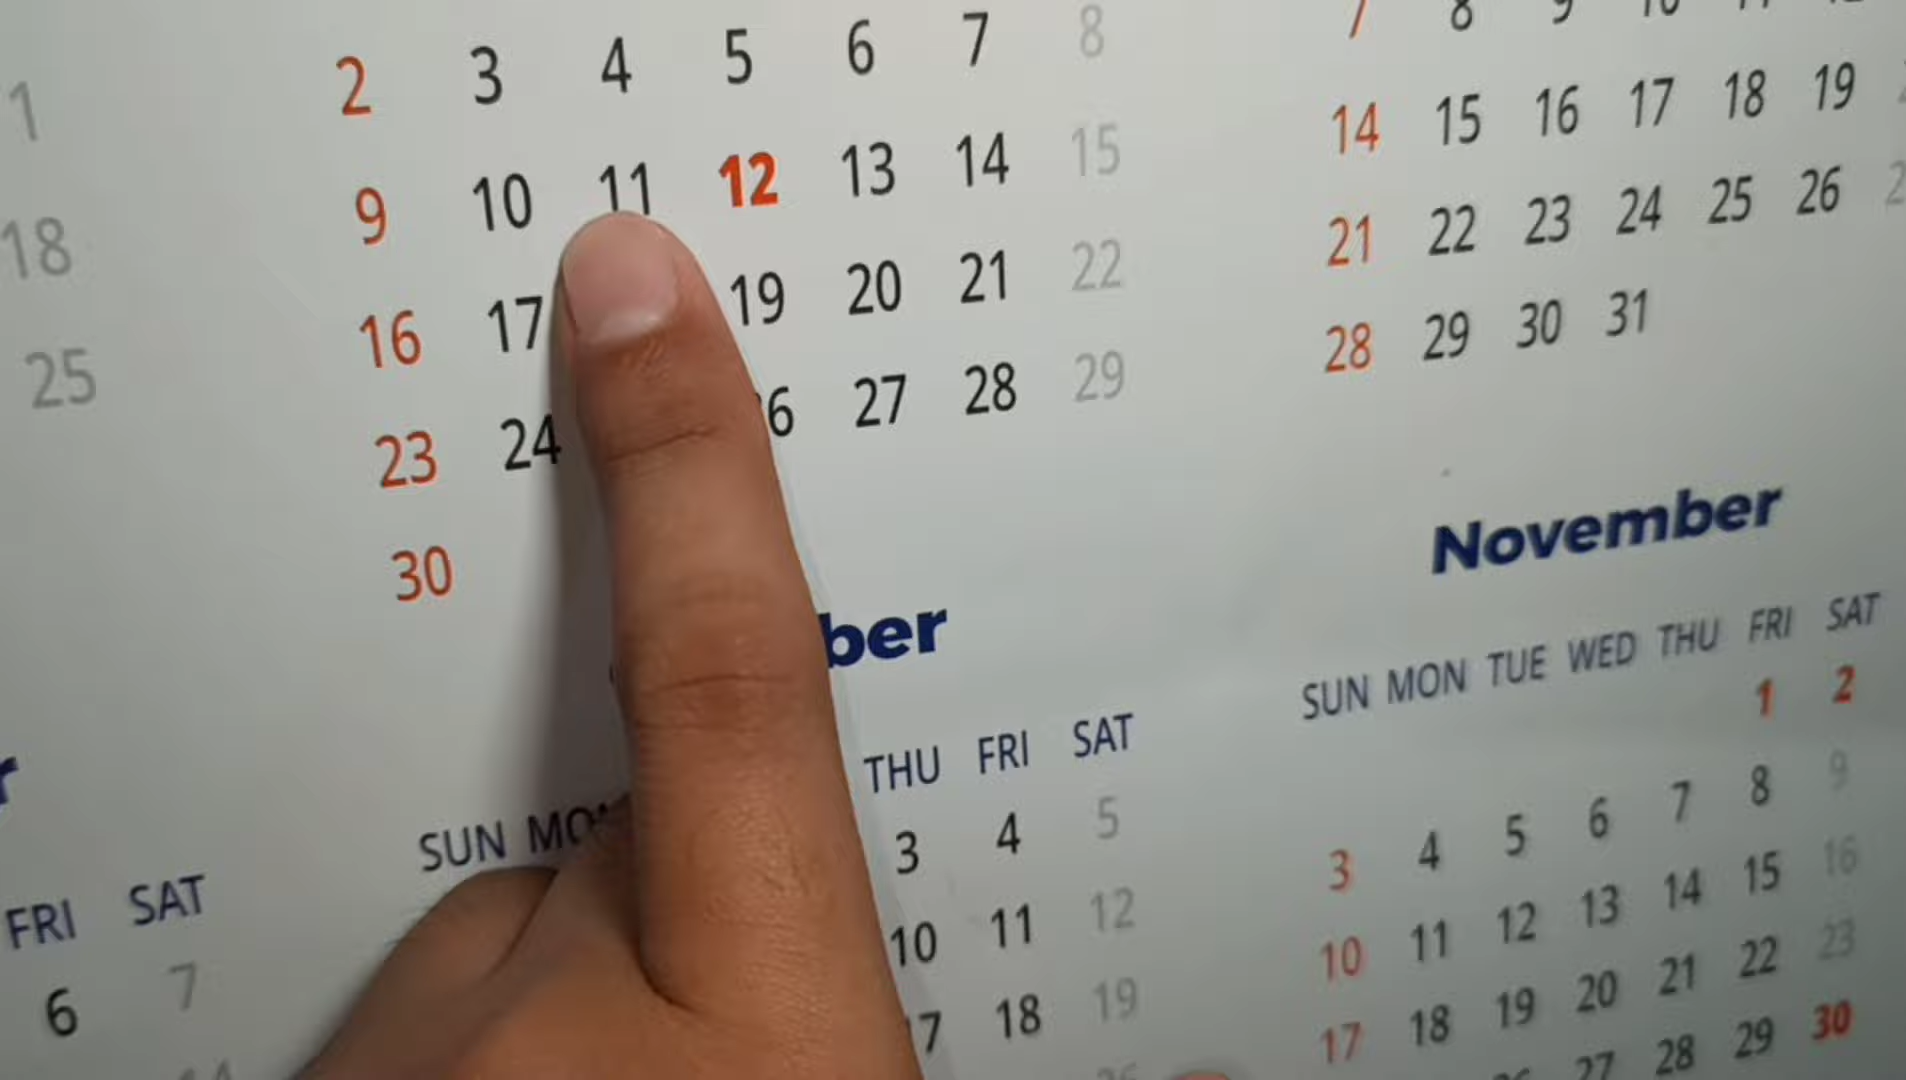 1
18
25
2 3 4 5 6 7 8
9 10 11 12 13 14 15
16 17 19 20 21 22
23 24 27 28 29
30
7 8 9 10
14 15 16 17 18 19
21 22 23 24 25 26
28 29 30 31
FRI SAT
6 7
ber
SUN THU FRI SAT
3 4 5
10 11 12
18 19
November
SUN MON TUE WED THU FRI SAT
1 2
3 4 5 6 7 8 9
10 11 12 13 14 15 16
17 18 19 20 21 22 23
27 28 29 30